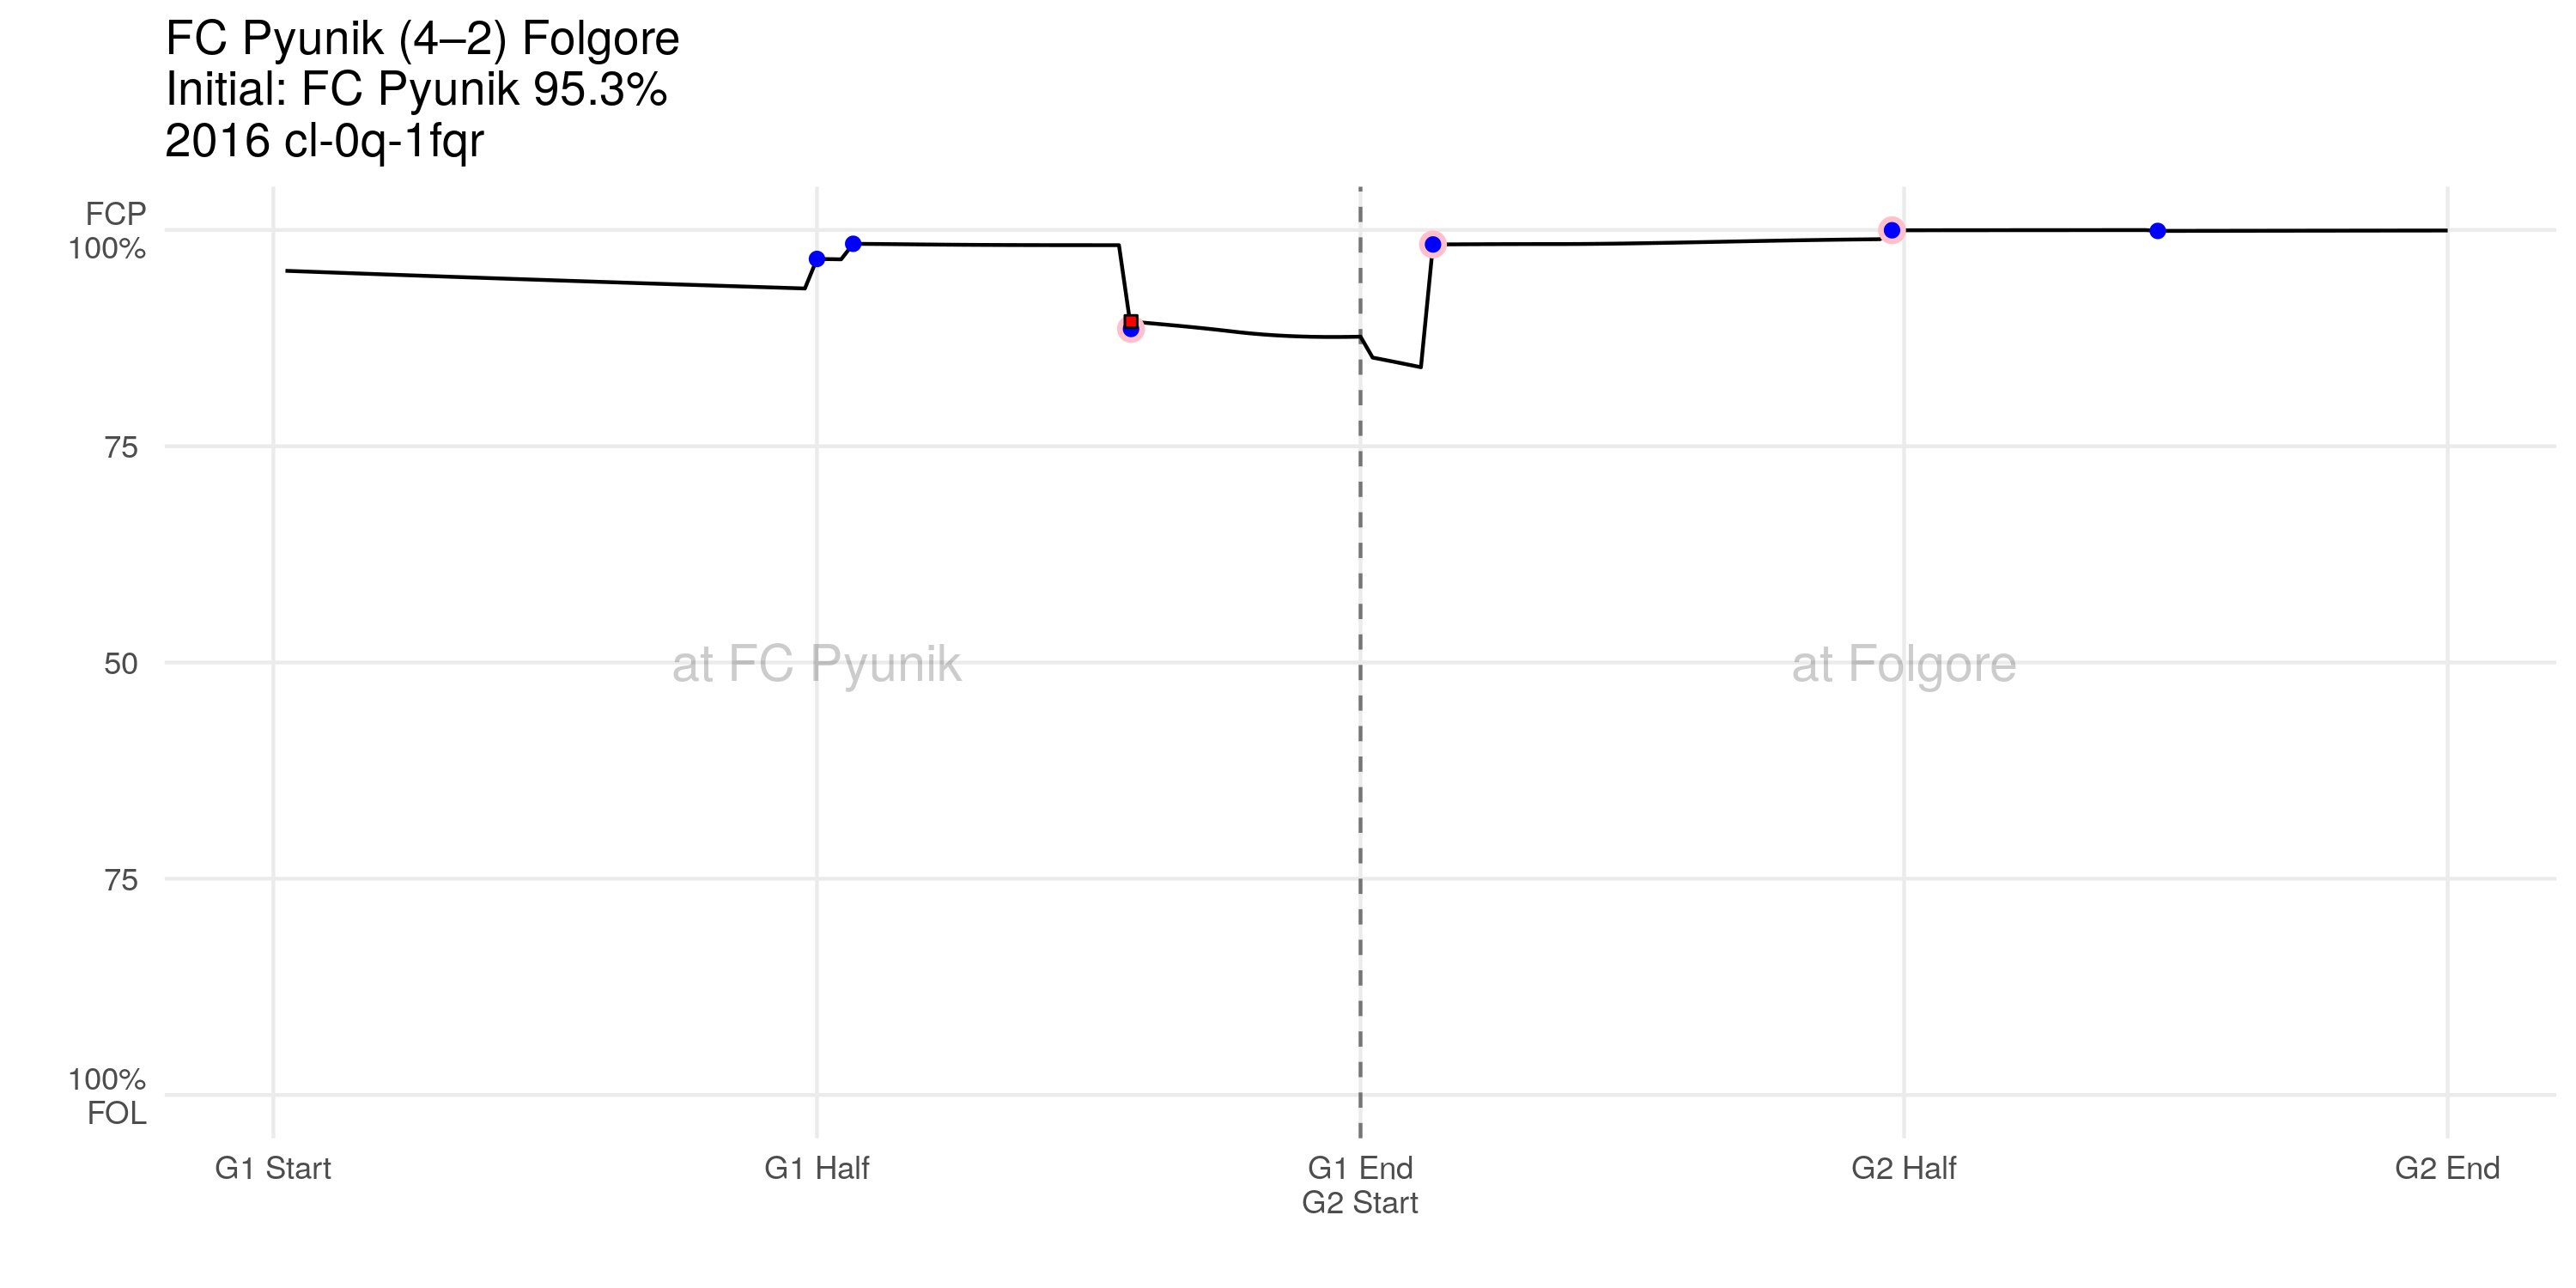 FC Pyunik (4–2) Folgore
Initial: FC Pyunik 95.3%
2016 cl-0q-1fqr
FCP
100%
75
50
75
100%
FOL
at FC Pyunik
at Folgore
G1 Start
G1 Half
G1 End
G2 Start
G2 Half
G2 End